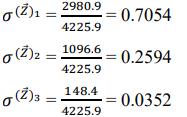 σ(Z⃗)₁ = 2980.9/4225.9 = 0.7054
σ(Z⃗)₂ = 1096.6/4225.9 = 0.2594
σ(Z⃗)₃ = 148.4/4225.9 = 0.0352